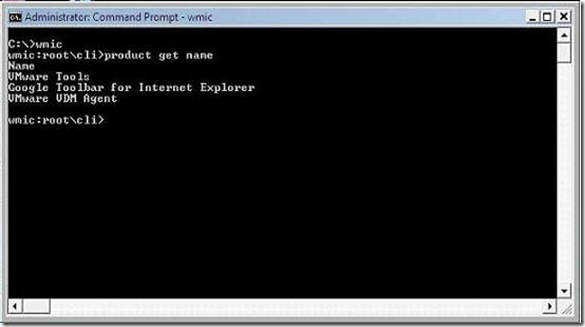 Administrator: Command Prompt - wmic
C:\>wmic
wmic:root\cli>product get name
Name
VMware Tools
Google Toolbar for Internet Explorer
VMware VDM Agent
wmic:root\cli>